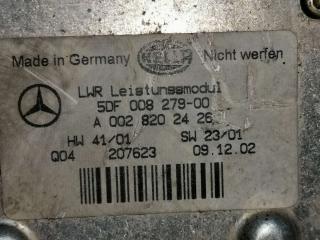 Made in Germany HELLA Nicht werfen
LWR Leistungsmodul
5DF 008 279-00
A 002 820 24 26
HW 41/01 SW 23/01
Q04 207623 09.12.02